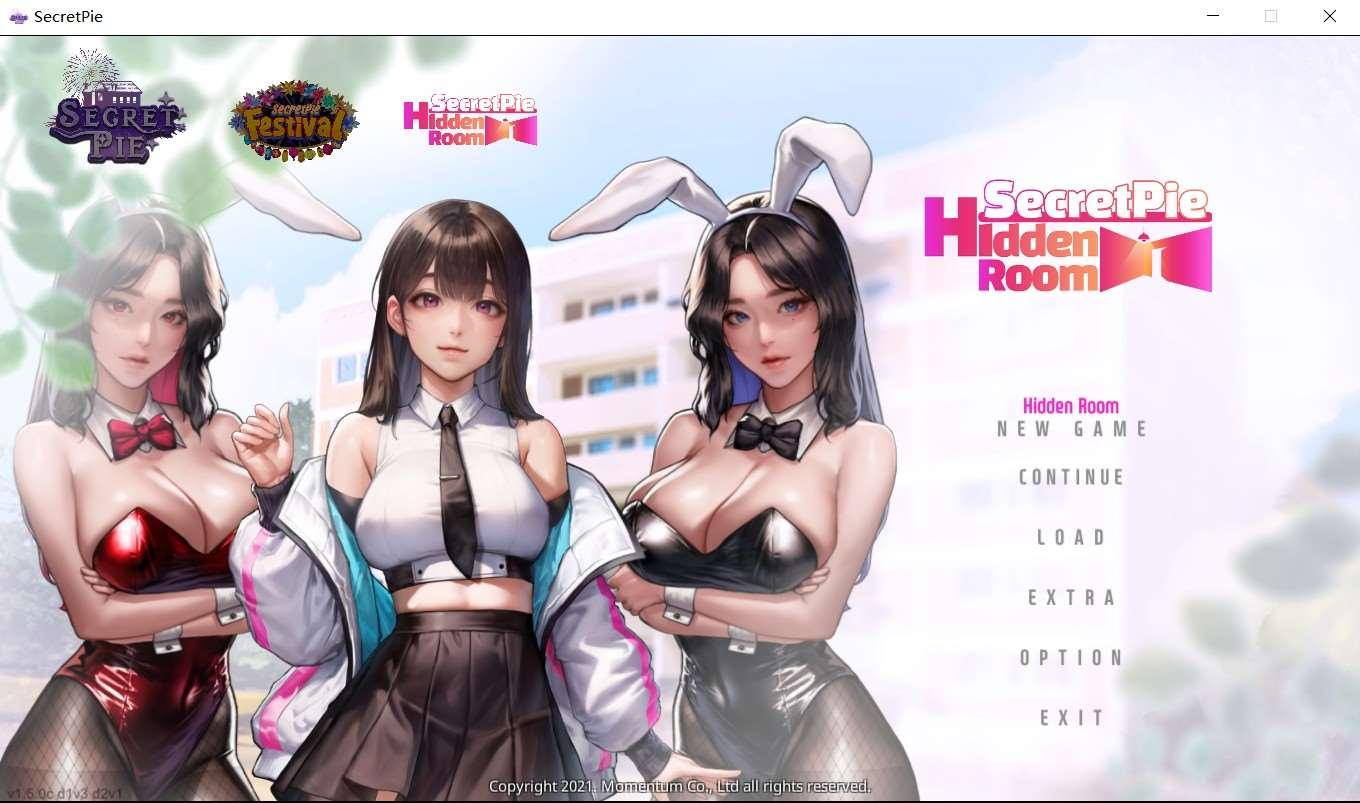 SecretPie
SECRET
PIE
SecretPie
Festival
SecretPie
Hidden
Room
SecretPie
Hidden
Room
Hidden Room
NEW GAME
CONTINUE
LOAD
EXTRA
OPTION
EXIT
Copyright 2021. Momentum Co., Ltd all rights reserved.
v1.6.0c d1v3 d2v1